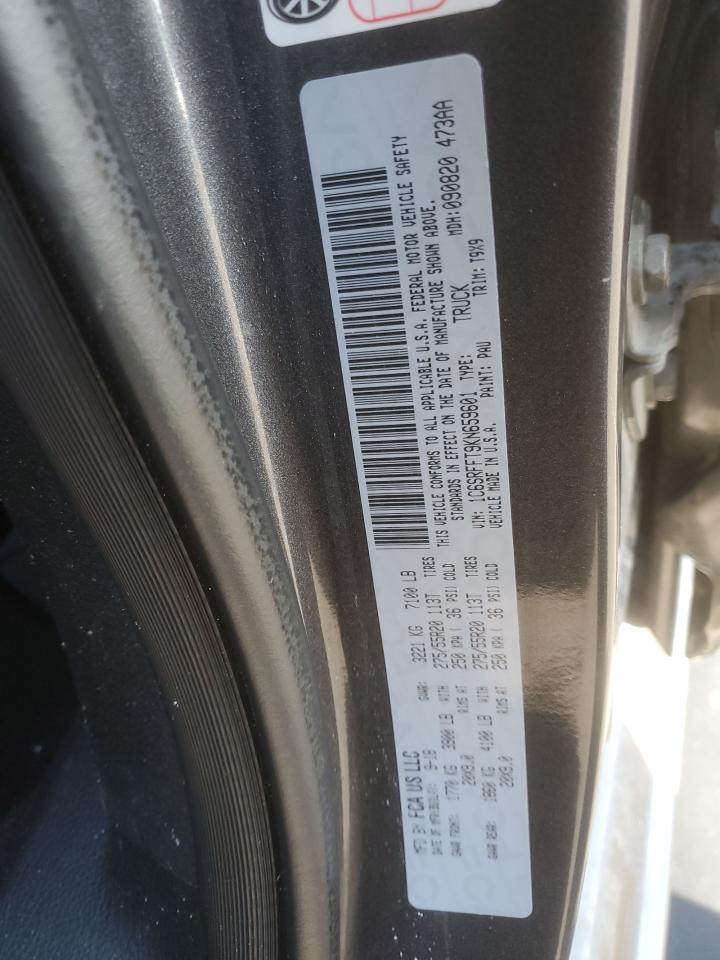 MFD BY FCA US LLC
DATE OF MFR(BUILT): 9-18 GVWR: 3221 KG 7100 LB
GAWR FRONT: 1770 KG 3900 LB WITH 275/55R20 113T TIRES
20X9.0 RIMS AT 250 KPA ( 36 PSI) COLD
GAWR REAR: 1860 KG 4100 LB WITH 275/55R20 113T TIRES
20X9.0 RIMS AT 250 KPA ( 36 PSI) COLD
THIS VEHICLE CONFORMS TO ALL APPLICABLE U.S.A. FEDERAL MOTOR VEHICLE SAFETY
STANDARDS IN EFFECT ON THE DATE OF MANUFACTURE SHOWN ABOVE.
VIN: 1C6SRFFT9KN659601 TYPE: TRUCK MDH:090820 473AA
VEHICLE MADE IN U.S.A. PAINT: PAU TRIM: T9X9